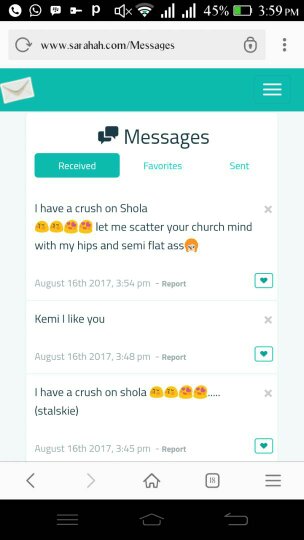 45% 3:59 PM
www.sarahah.com/Messages
Messages
Received Favorites Sent
I have a crush on Shola
🤔🤔😍😍 let me scatter your church mind
with my hips and semi flat ass🙈
August 16th 2017, 3:54 pm - Report
Kemi I like you
August 16th 2017, 3:48 pm - Report
I have a crush on shola 🤔🤔😍😍.....
(stalskie)
August 16th 2017, 3:45 pm - Report
18